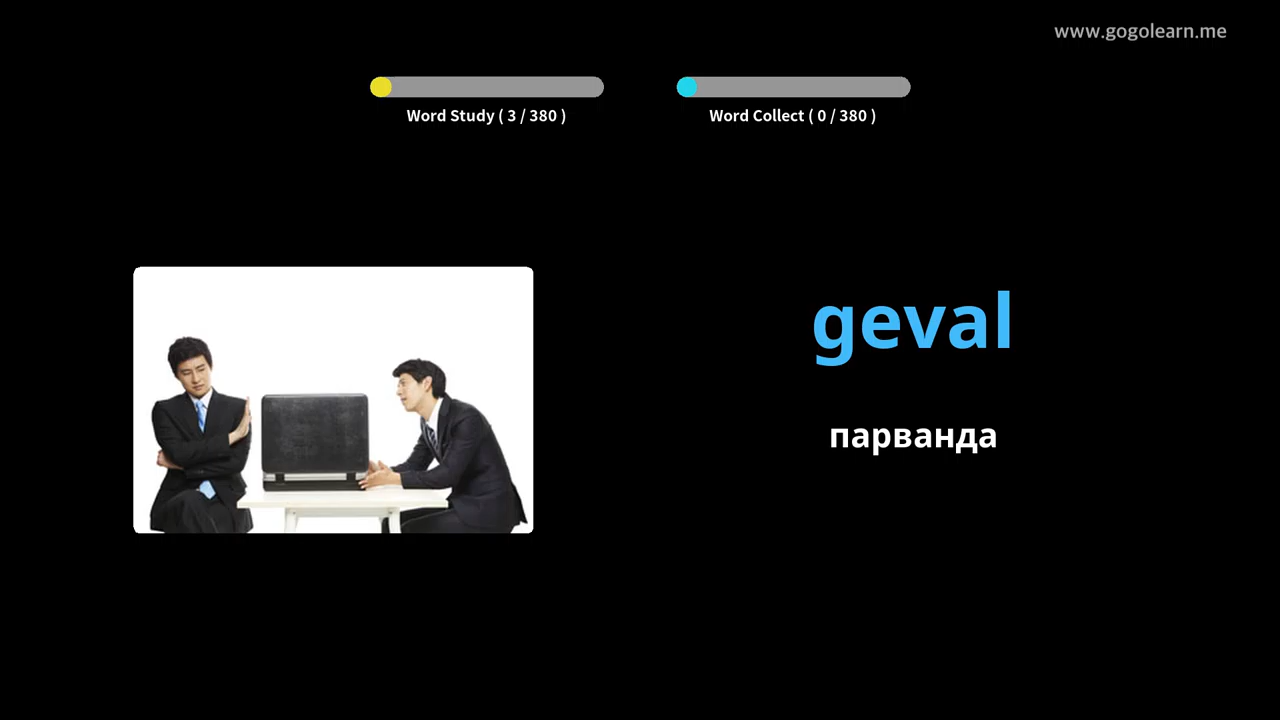 www.gogolearn.me
Word Study ( 3 / 380 )
Word Collect ( 0 / 380 )
geval
парванда